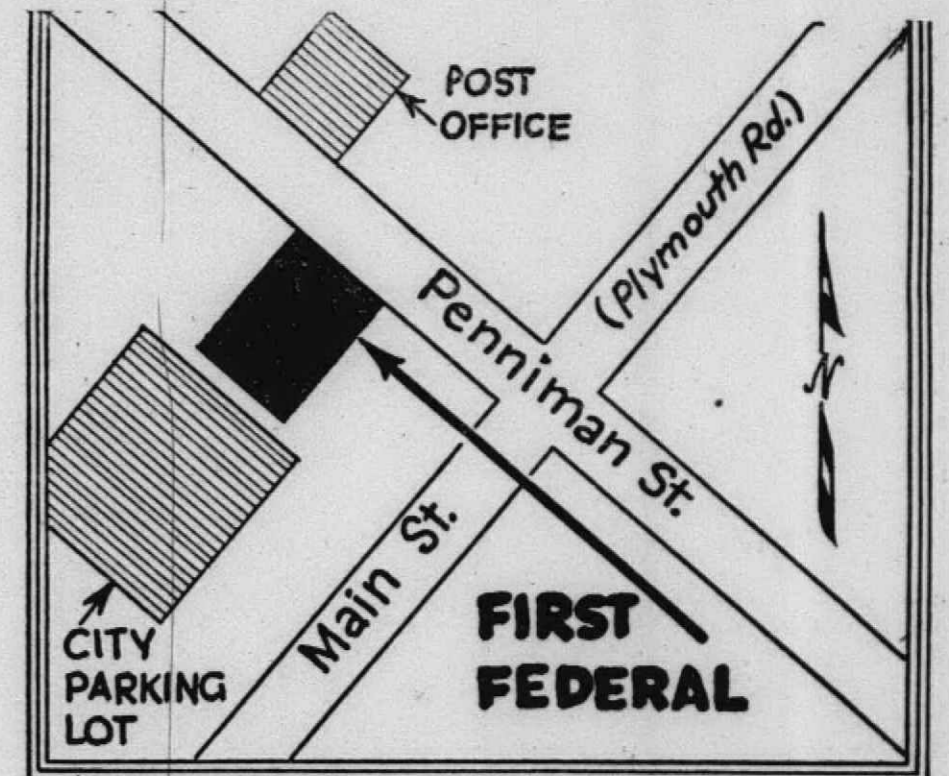 POST
OFFICE
(Plymouth Rd.)
Penniman St.
N
Main St.
FIRST
FEDERAL
CITY
PARKING
LOT